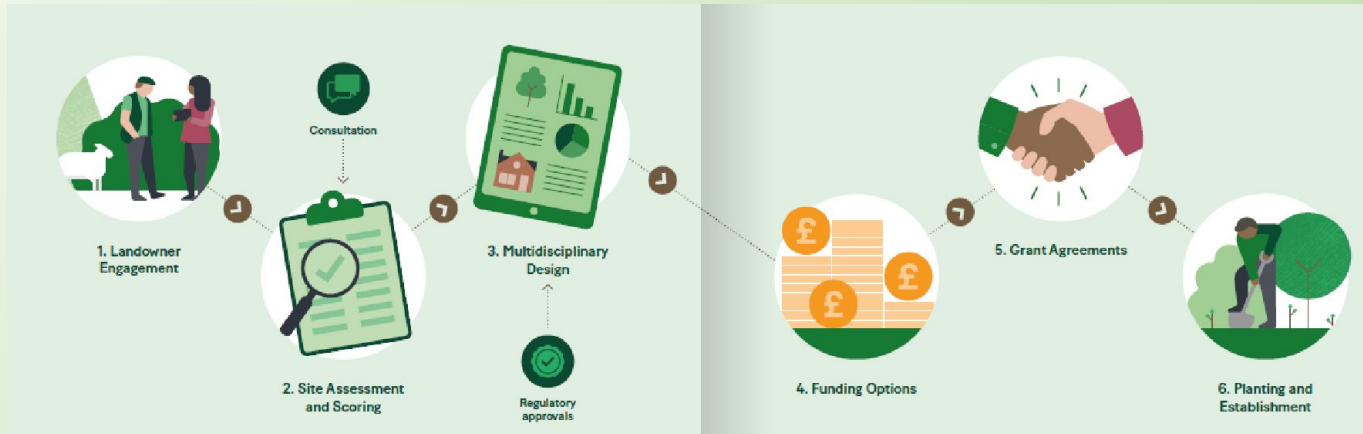 Consultation
1. Landowner
Engagement
3. Multidisciplinary
Design
5. Grant Agreements
2. Site Assessment
and Scoring
Regulatory
approvals
4. Funding Options
6. Planting and
Establishment
£
£
£